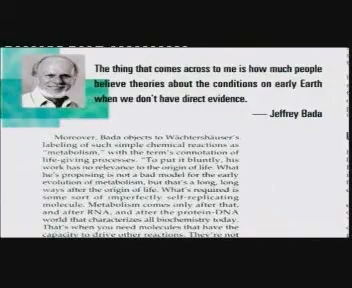 The thing that comes across to me is how much people
believe theories about the conditions on early Earth
when we don't have direct evidence.
— Jeffrey Bada
Moreover, Bada objects to Wächtershäuser's
labeling of such simple chemical reactions as
"metabolism," with the term's connotation of
life-giving processes. "To put it bluntly, his
work has no relevance to the origin of life. What
he's proposing is not a bad model for the early
evolution of metabolism, but that's a long, long
ways after the origin of life. What's required is
some sort of imperfectly self-replicating
molecule. Metabolism comes only after that,
and after RNA, and after the protein-DNA
world that characterizes all biochemistry today.
That's when you need molecules that have the
capacity to drive other reactions. They're not